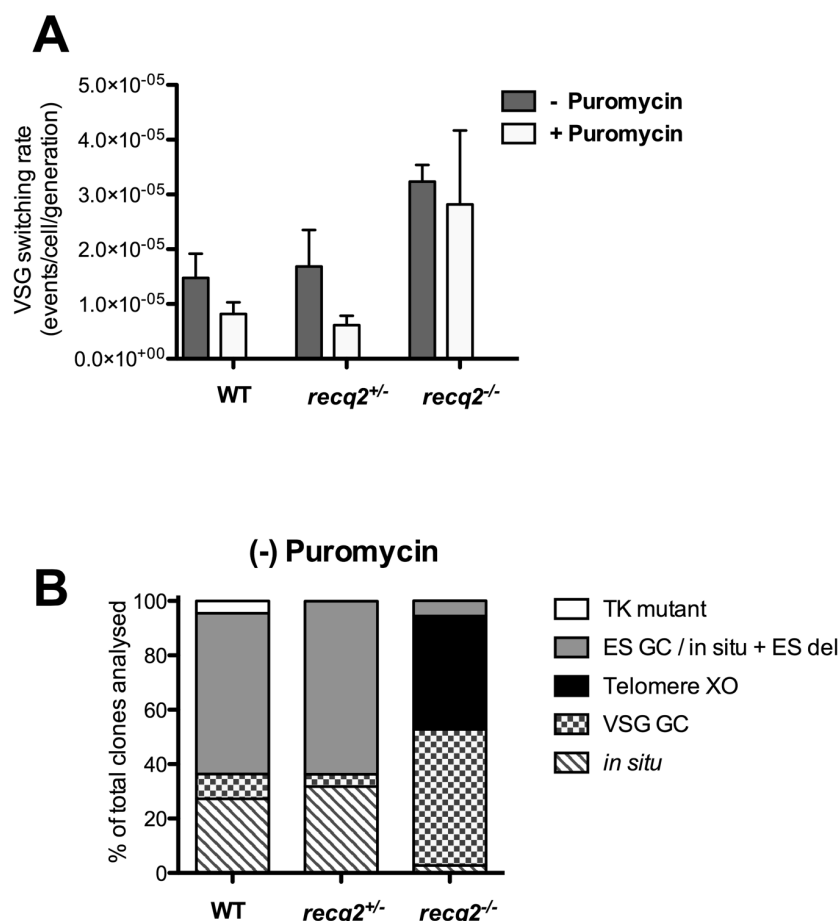 A
VSG switching rate
(events/cell/generation)
5.0×10⁻⁰⁵
4.0×10⁻⁰⁵
3.0×10⁻⁰⁵
2.0×10⁻⁰⁵
1.0×10⁻⁰⁵
0.0×10⁺⁰⁰
- Puromycin
+ Puromycin
WT
recq2⁺/⁻
recq2⁻/⁻
(-) Puromycin
B
% of total clones analysed
100
80
60
40
20
0
TK mutant
ES GC / in situ + ES del
Telomere XO
VSG GC
in situ
WT
recq2⁺/⁻
recq2⁻/⁻